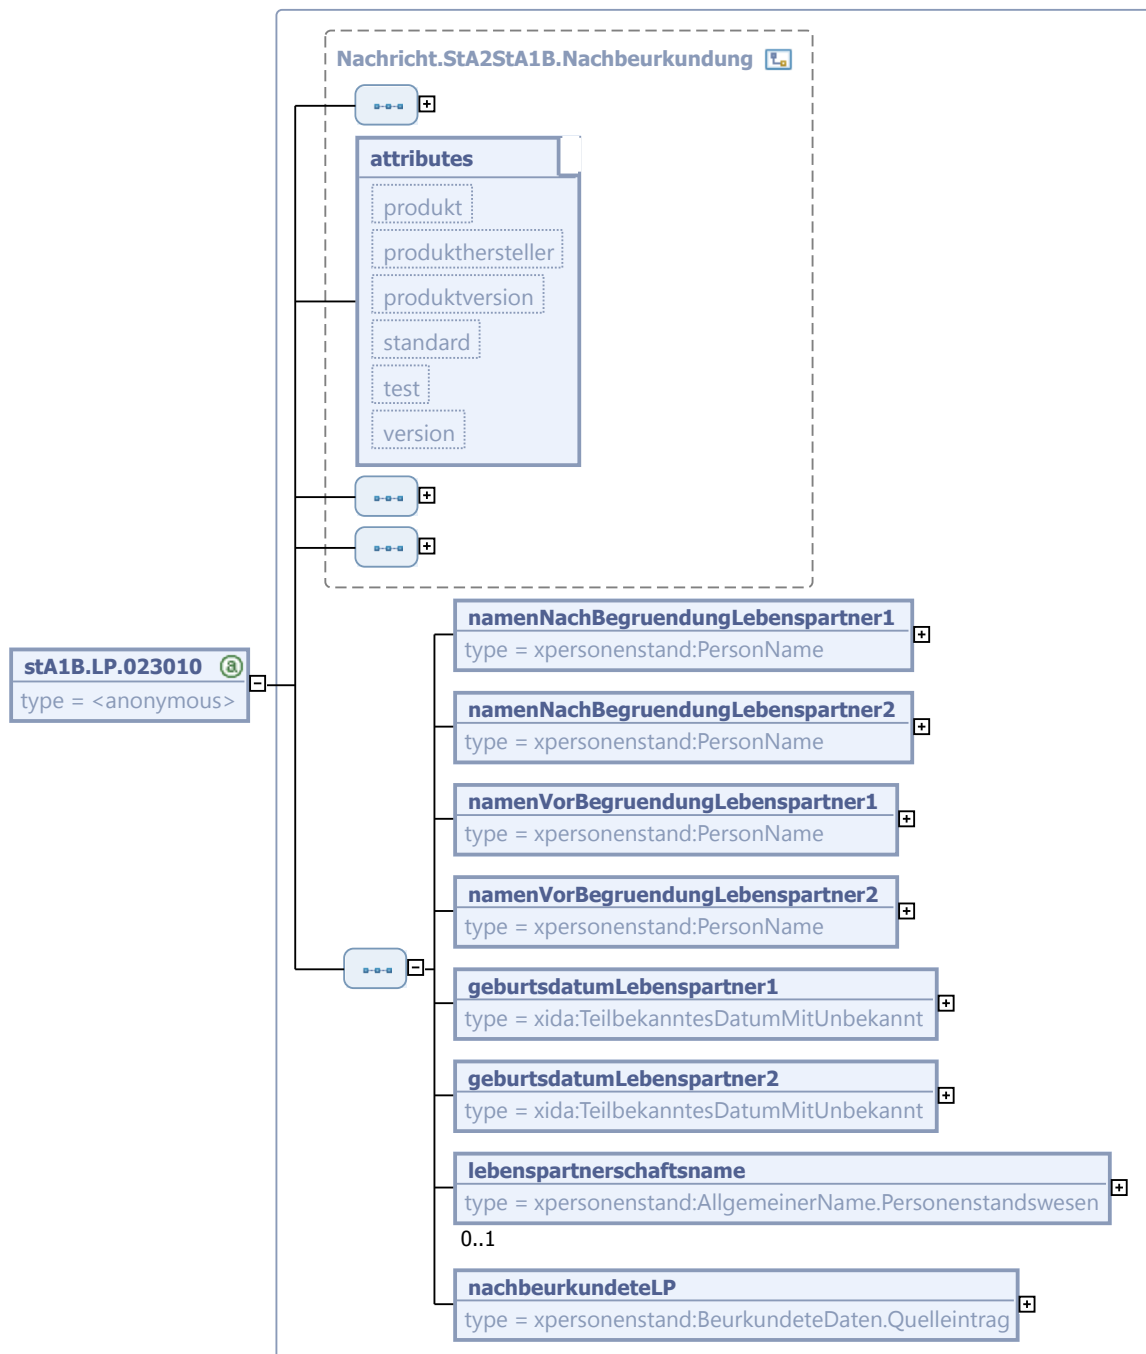 Nachricht.StA2StA1B.Nachbeurkundung
attributes
produkt
produkthersteller
produktversion
standard
test
version
stA1B.LP.023010
type = <anonymous>
namenNachBegruendungLebenspartner1
type = xpersonenstand:PersonName
namenNachBegruendungLebenspartner2
type = xpersonenstand:PersonName
namenVorBegruendungLebenspartner1
type = xpersonenstand:PersonName
namenVorBegruendungLebenspartner2
type = xpersonenstand:PersonName
geburtsdatumLebenspartner1
type = xida:TeilbekanntesDatumMitUnbekannt
geburtsdatumLebenspartner2
type = xida:TeilbekanntesDatumMitUnbekannt
lebenspartnerschaftsname
type = xpersonenstand:AllgemeinerName.Personenstandswesen
0..1
nachbeurkundeteLP
type = xpersonenstand:BeurkundeteDaten.Quelleintrag